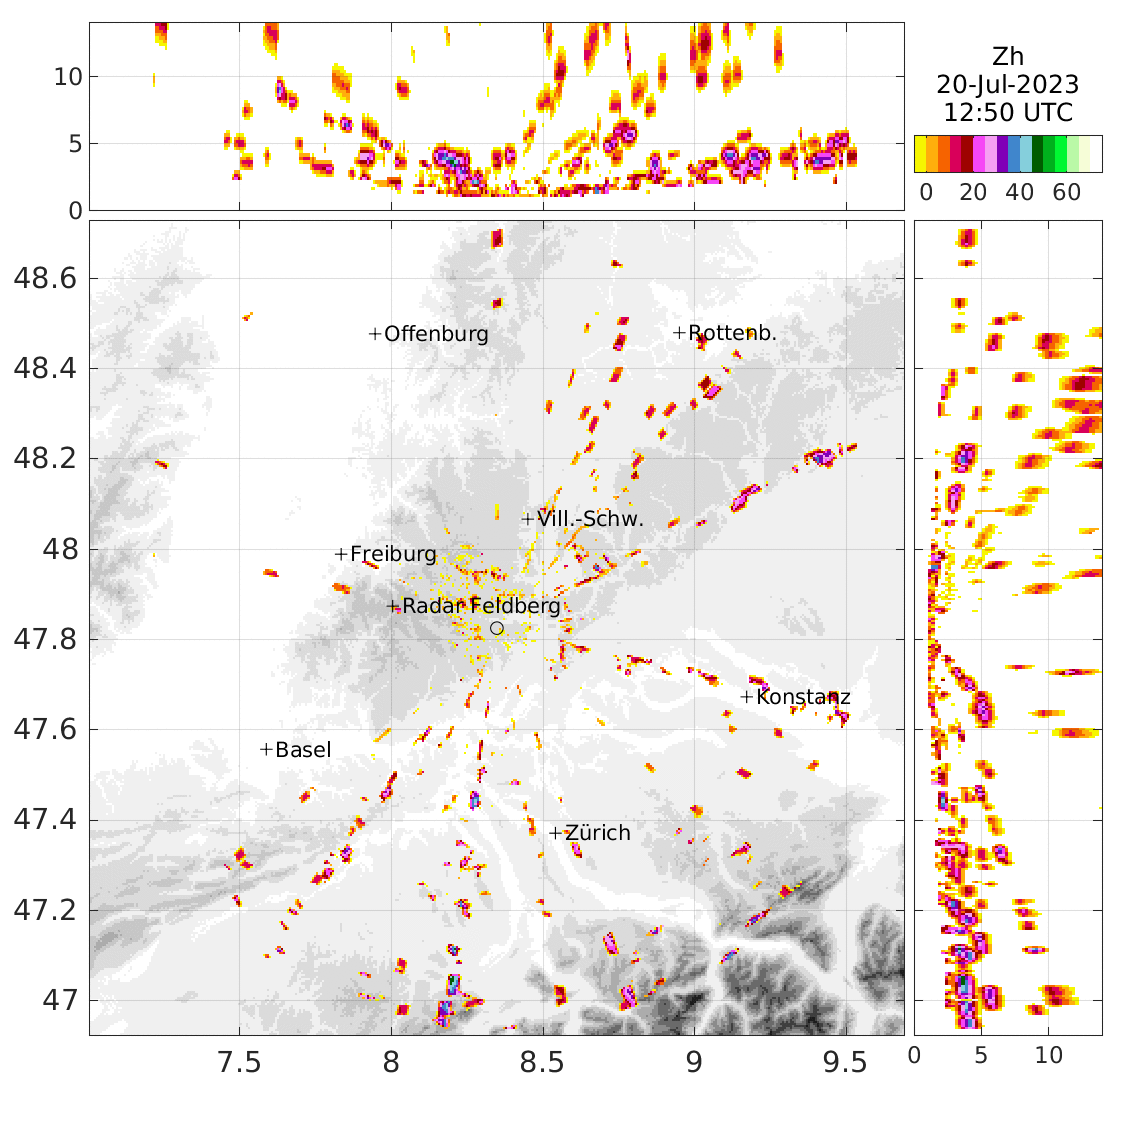 10
5
0
Zh
20-Jul-2023
12:50 UTC
0 20 40 60
48.6
48.4
48.2
48
47.8
47.6
47.4
47.2
47
+Offenburg
+Rottenb.
+Vill.-Schw.
+Freiburg
+Radar Feldberg
+Konstanz
+Basel
+Zürich
7.5 8 8.5 9 9.5
0 5 10